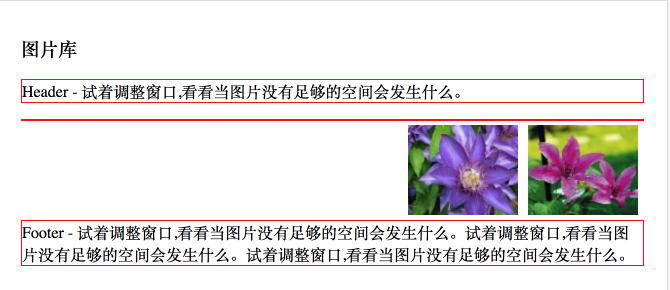 图片库
Header - 试着调整窗口,看看当图片没有足够的空间会发生什么。
Footer - 试着调整窗口,看看当图片没有足够的空间会发生什么。试着调整窗口,看看当
图片没有足够的空间会发生什么。试着调整窗口,看看当图片没有足够的空间会发生什么。